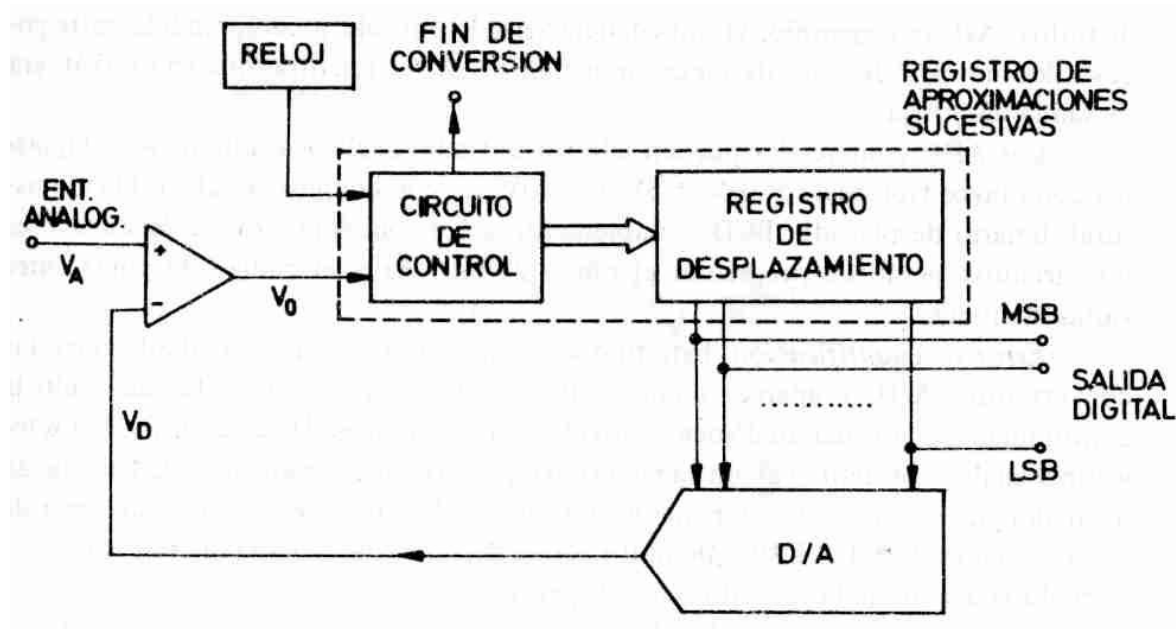 RELOJ
FIN DE
CONVERSION
REGISTRO DE
APROXIMACIONES
SUCESIVAS
ENT.
ANALOG.
V_A
+
-
V_O
CIRCUITO
DE
CONTROL
REGISTRO
DE
DESPLAZAMIENTO
MSB
SALIDA
DIGITAL
LSB
V_D
D/A